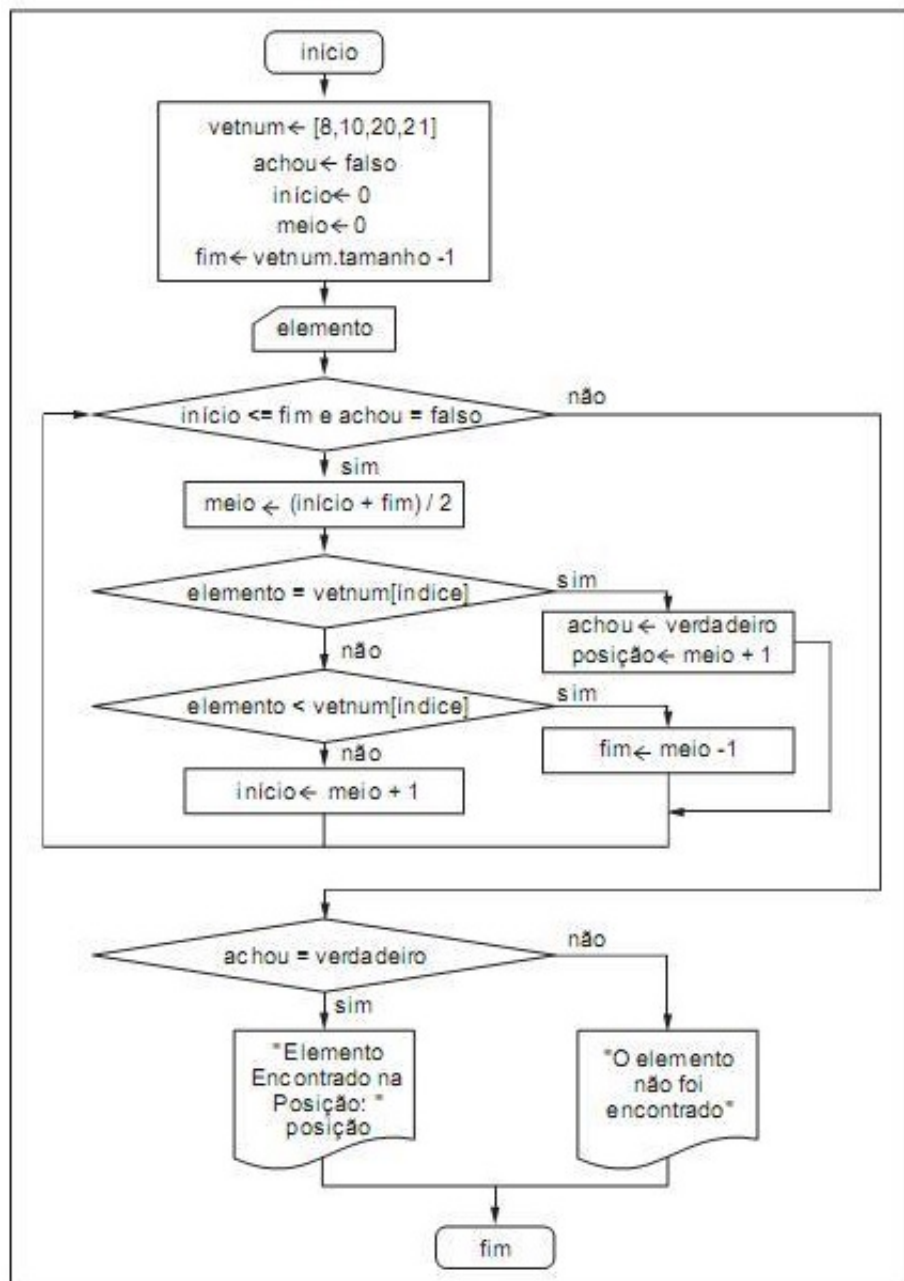 início
vetnum← [8,10,20,21]
achou← falso
início← 0
meio← 0
fim← vetnum.tamanho -1
elemento
início <= fim e achou = falso
não
sim
meio ← (início + fim) / 2
elemento = vetnum[índice]
sim
achou← verdadeiro
posição← meio + 1
não
elemento < vetnum[índice]
sim
fim← meio -1
não
início← meio + 1
achou = verdadeiro
não
sim
"Elemento
Encontrado na
Posição: "
posição
"O elemento
não foi
encontrado"
fim